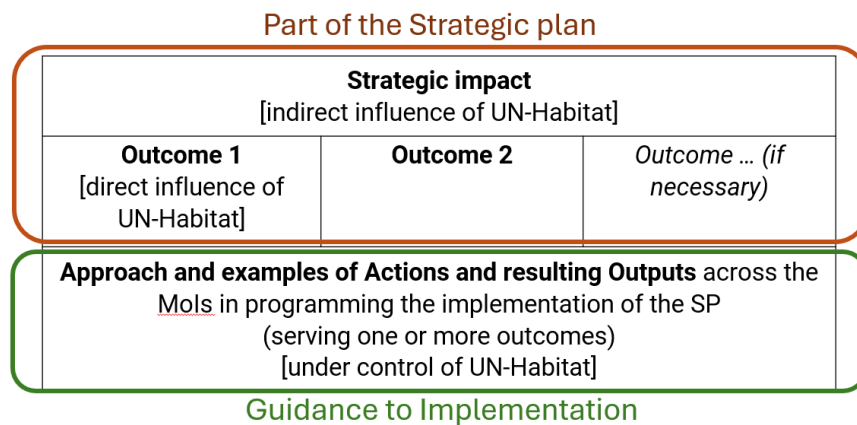 Part of the Strategic plan
Strategic impact
[indirect influence of UN-Habitat]
Outcome 1
[direct influence of
UN-Habitat]
Outcome 2
Outcome ... (if
necessary)
Approach and examples of Actions and resulting Outputs across the
MoIs in programming the implementation of the SP
(serving one or more outcomes)
[under control of UN-Habitat]
Guidance to Implementation